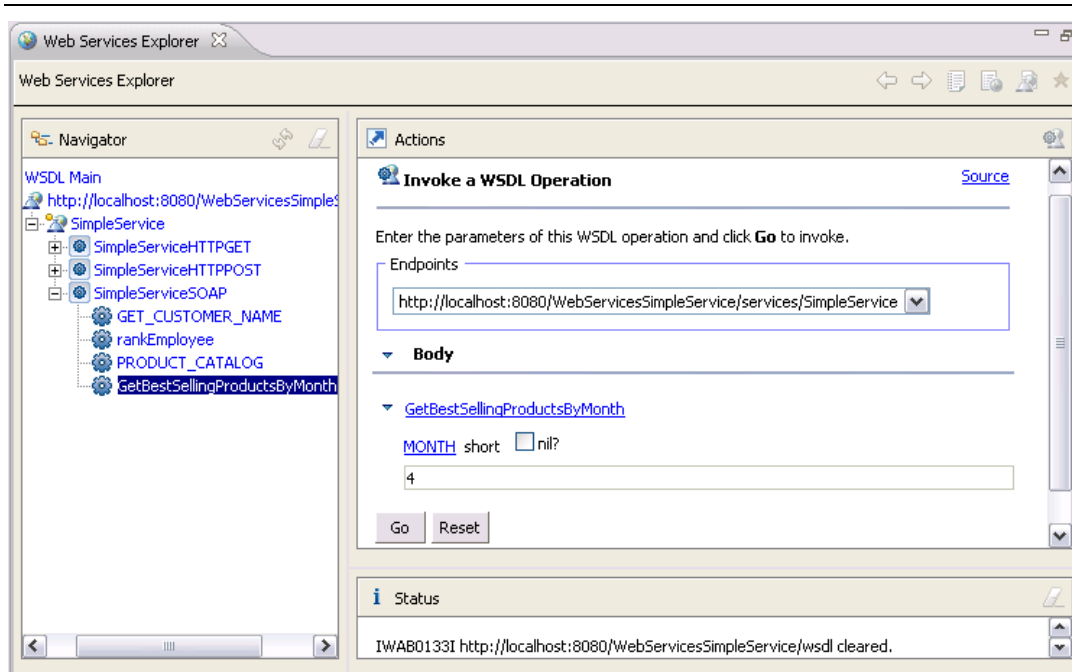 Web Services Explorer
Web Services Explorer
Navigator
WSDL Main
http://localhost:8080/WebServicesSimpleS
SimpleService
SimpleServiceHTTPGET
SimpleServiceHTTPPOST
SimpleServiceSOAP
GET_CUSTOMER_NAME
rankEmployee
PRODUCT_CATALOG
GetBestSellingProductsByMonth
Actions
Invoke a WSDL Operation
Source
Enter the parameters of this WSDL operation and click Go to invoke.
Endpoints
http://localhost:8080/WebServicesSimpleService/services/SimpleService
Body
GetBestSellingProductsByMonth
MONTH short nil?
4
Go Reset
i Status
IWAB0133I http://localhost:8080/WebServicesSimpleService/wsdl cleared.